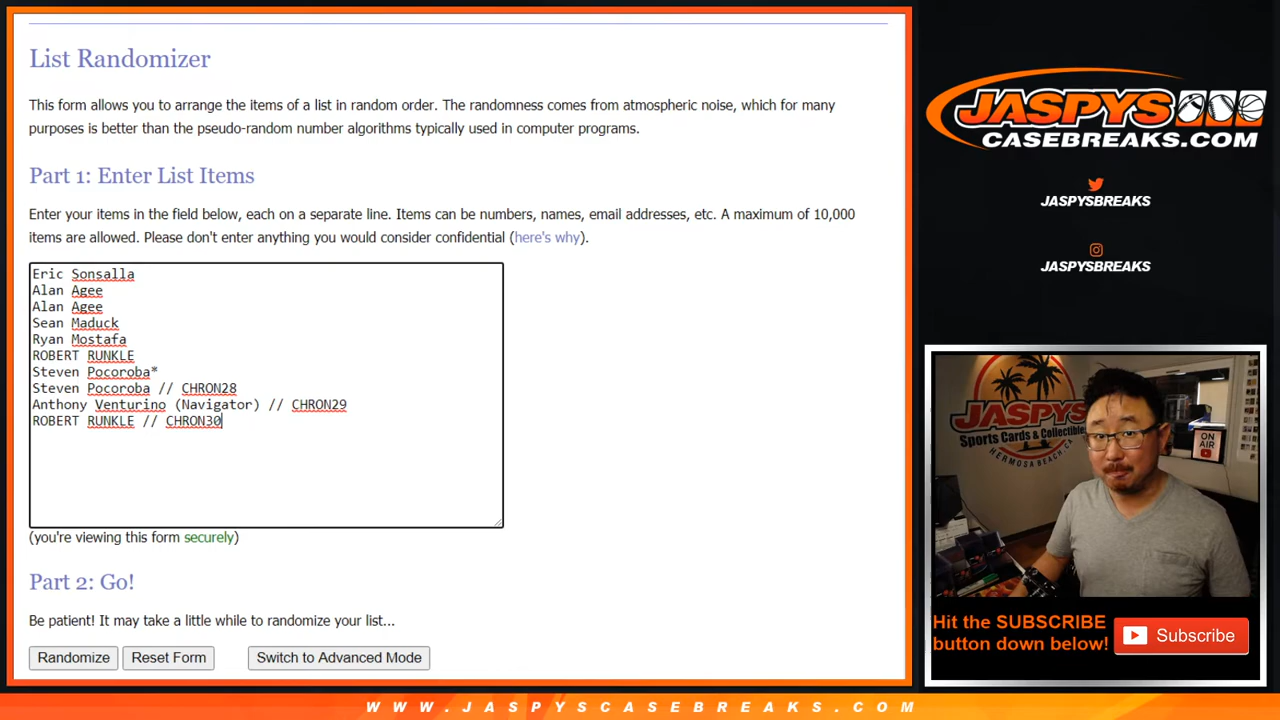 List Randomizer
This form allows you to arrange the items of a list in random order. The randomness comes from atmospheric noise, which for many
purposes is better than the pseudo-random number algorithms typically used in computer programs.
Part 1: Enter List Items
Enter your items in the field below, each on a separate line. Items can be numbers, names, email addresses, etc. A maximum of 10,000
items are allowed. Please don't enter anything you would consider confidential (here's why).
Eric Sonsalla
Alan Agee
Alan Agee
Sean Maduck
Ryan Mostafa
ROBERT RUNKLE
Steven Pocoroba*
Steven Pocoroba // CHRON28
Anthony Venturino (Navigator) // CHRON29
ROBERT RUNKLE // CHRON30
(you're viewing this form securely)
Part 2: Go!
Be patient! It may take a little while to randomize your list...
Randomize
Reset Form
Switch to Advanced Mode
JASPYS
CASEBREAKS.COM
JASPYSBREAKS
JASPYSBREAKS
JASPYS
Sports Cards & Collectibles
HERMOSA BEACH, CA
ON
AIR
Hit the SUBSCRIBE
button down below!
Subscribe
WWW.JASPYSCASEBREAKS.COM